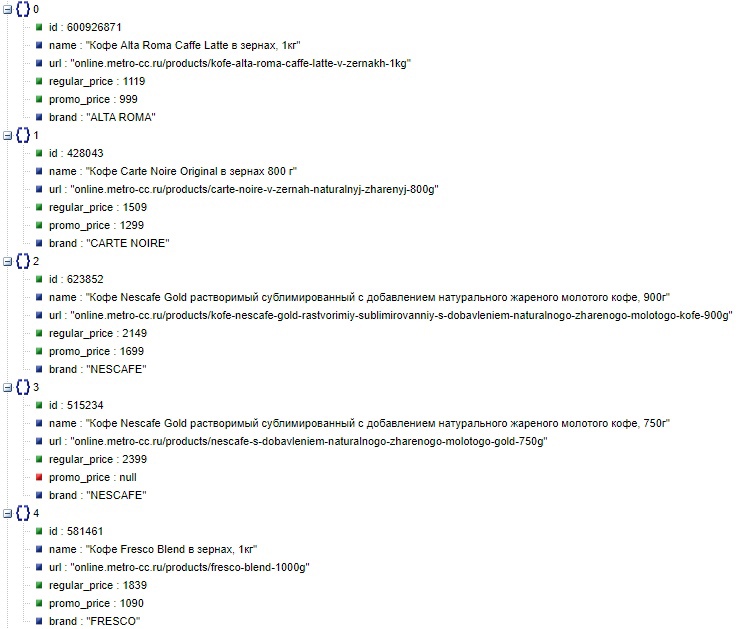 {} 0
id : 600926871
name : "Кофе Alta Roma Caffe Latte в зернах, 1кг"
url : "online.metro-cc.ru/products/kofe-alta-roma-caffe-latte-v-zernakh-1kg"
regular_price : 1119
promo_price : 999
brand : "ALTA ROMA"
{} 1
id : 428043
name : "Кофе Carte Noire Original в зернах 800 г"
url : "online.metro-cc.ru/products/carte-noire-v-zernah-naturalnyj-zharenyj-800g"
regular_price : 1509
promo_price : 1299
brand : "CARTE NOIRE"
{} 2
id : 623852
name : "Кофе Nescafe Gold растворимый сублимированный с добавлением натурального жареного молотого кофе, 900г"
url : "online.metro-cc.ru/products/kofe-nescafe-gold-rastvorimiy-sublimirovanniy-s-dobavleniem-naturalnogo-zharenogo-molotogo-kofe-900g"
regular_price : 2149
promo_price : 1699
brand : "NESCAFE"
{} 3
id : 515234
name : "Кофе Nescafe Gold растворимый сублимированный с добавлением натурального жареного молотого кофе, 750г"
url : "online.metro-cc.ru/products/nescafe-s-dobavleniem-naturalnogo-zharenogo-molotogo-gold-750g"
regular_price : 2399
promo_price : null
brand : "NESCAFE"
{} 4
id : 581461
name : "Кофе Fresco Blend в зернах, 1кг"
url : "online.metro-cc.ru/products/fresco-blend-1000g"
regular_price : 1839
promo_price : 1090
brand : "FRESCO"